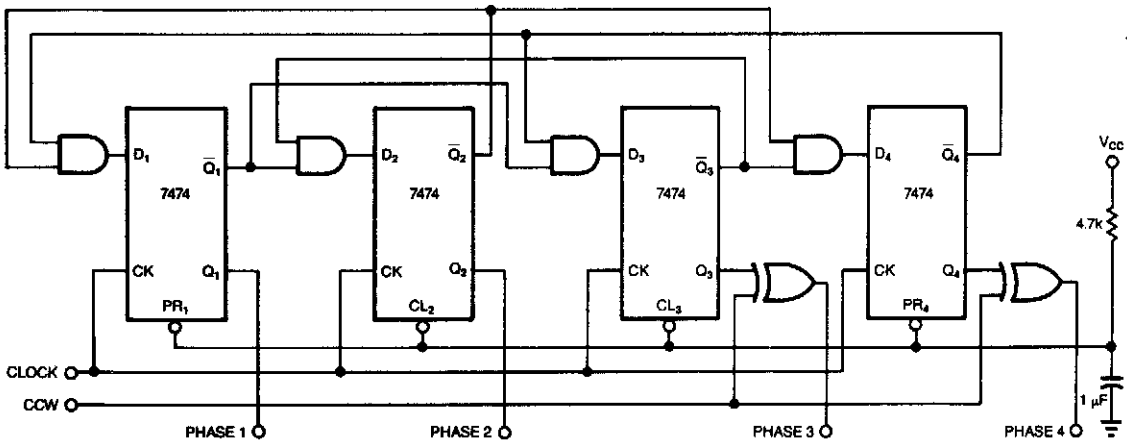 D₁ Q̅₁ D₂ Q̅₂ D₃ Q̅₃ D₄ Q̅₄ VCC
7474 7474 7474 7474 4.7k
CK Q₁ CK Q₂ CK Q₃ CK Q₄
PR₁ CL₂ CL₃ PR₄
CLOCK
CCW 1 µF
PHASE 1 PHASE 2 PHASE 3 PHASE 4